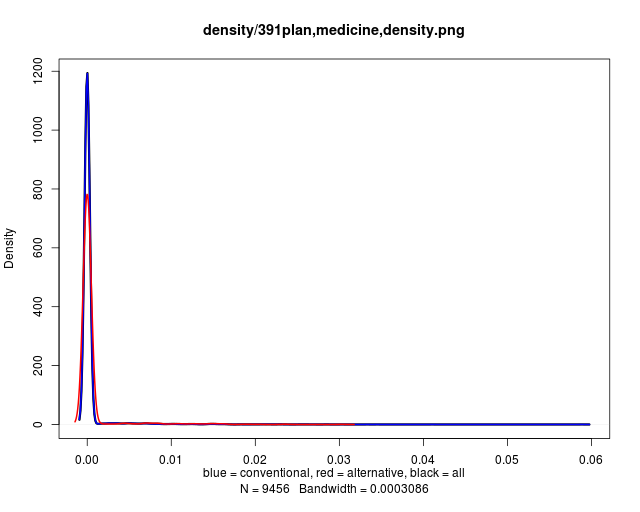 density/391plan,medicine,density.png
Density
1200
1000
800
600
400
200
0
0.00 0.01 0.02 0.03 0.04 0.05 0.06
blue = conventional, red = alternative, black = all
N = 9456 Bandwidth = 0.0003086